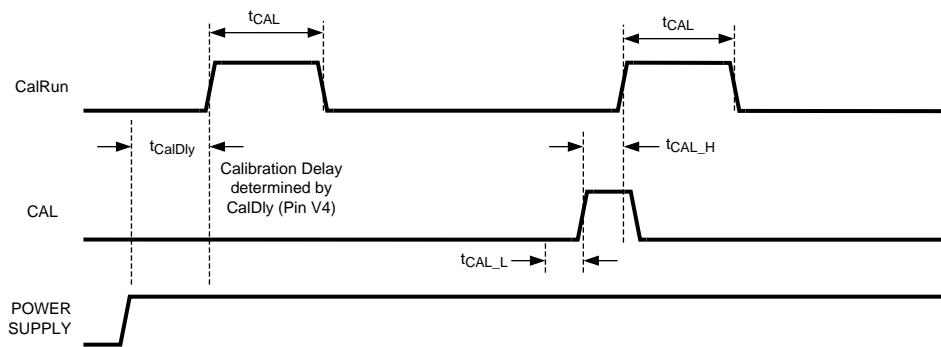 tCAL
tCAL
CalRun
tCalDly
tCAL_H
Calibration Delay
determined by
CalDly (Pin V4)
CAL
tCAL_L
POWER
SUPPLY